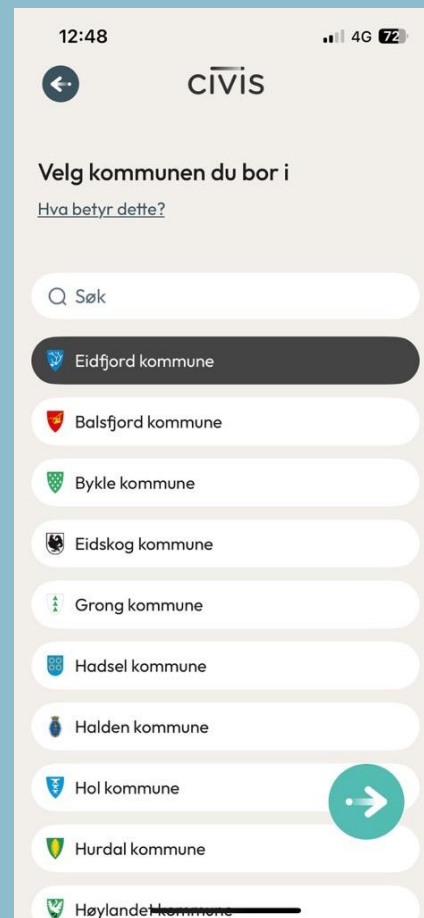 12:48
4G 72
civis
Velg kommunen du bor i
Hva betyr dette?
Søk
Eidfjord kommune
Balsfjord kommune
Bykle kommune
Eidskog kommune
Grong kommune
Hadsel kommune
Halden kommune
Hol kommune
Hurdal kommune
Høylandet kommune